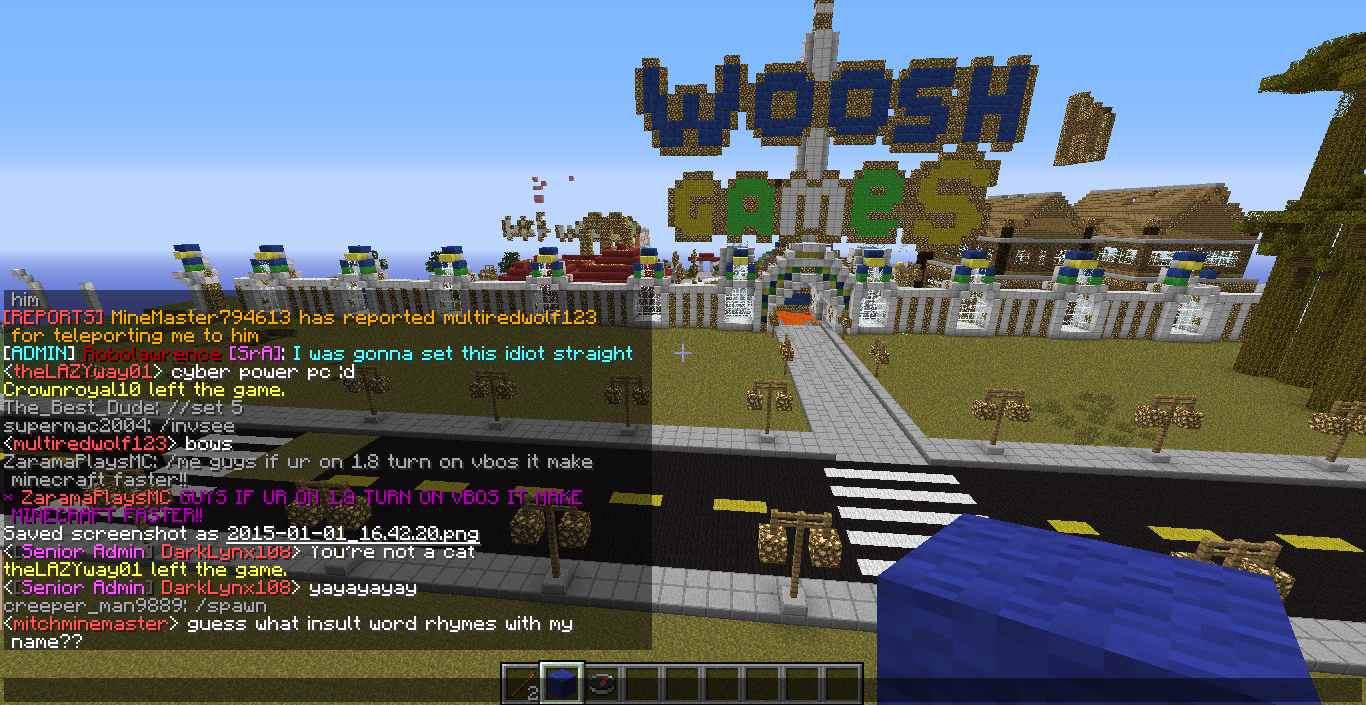 WOOSH
GAMES
him
[REPORTS] MineMaster794613 has reported multiredwolf123
for teleporting me to him
[ADMIN] Robolawrence [SrA]: I was gonna set this idiot straight
<theLAZYway01> cyber power pc :d
Crownroyal10 left the game.
The_Best_Dude: //set 5
supermac2004: /invsee
<multiredwolf123> bows
ZaramaPlaysMC: /me guys if ur on 1.8 turn on vbos it make
minecraft faster!!
* ZaramaPlaysMC GUYS IF UR ON 1.8 TURN ON VBOS IT MAKE
MINECRAFT FASTER!!
Saved screenshot as 2015-01-01_16.42.20.png
<[Senior Admin] DarkLynx108> You're not a cat
theLAZYway01 left the game.
<[Senior Admin] DarkLynx108> yayayayay
creeper_man9889: /spawn
<mitchminemaster> guess what insult word rhymes with my
name??
2